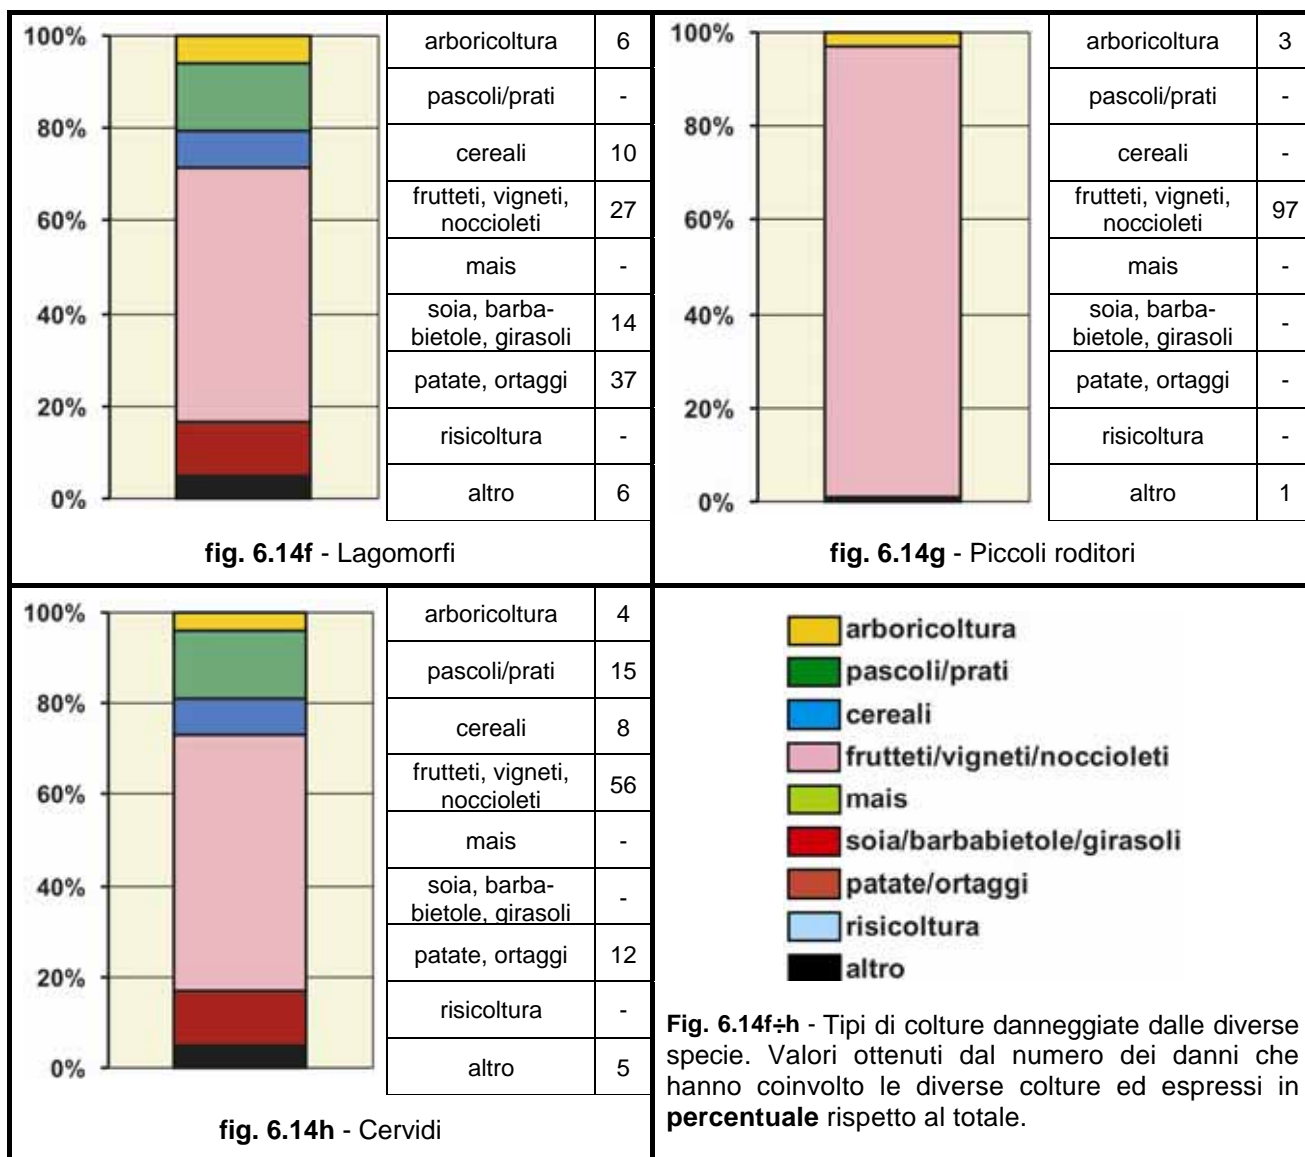 100%
80%
60%
40%
20%
0%
arboricoltura 6
pascoli/prati -
cereali 10
frutteti, vigneti,
noccioleti 27
mais -
soia, barba-
bietole, girasoli 14
patate, ortaggi 37
risicoltura -
altro 6
fig. 6.14f - Lagomorfi
100%
80%
60%
40%
20%
0%
arboricoltura 3
pascoli/prati -
cereali -
frutteti, vigneti,
noccioleti 97
mais -
soia, barba-
bietole, girasoli -
patate, ortaggi -
risicoltura -
altro 1
fig. 6.14g - Piccoli roditori
100%
80%
60%
40%
20%
0%
arboricoltura 4
pascoli/prati 15
cereali 8
frutteti, vigneti,
noccioleti 56
mais -
soia, barba-
bietole, girasoli -
patate, ortaggi 12
risicoltura -
altro 5
fig. 6.14h - Cervidi
arboricoltura
pascoli/prati
cereali
frutteti/vigneti/noccioleti
mais
soia/barbabietole/girasoli
patate/ortaggi
risicoltura
altro
Fig. 6.14f÷h - Tipi di colture danneggiate dalle diverse
specie. Valori ottenuti dal numero dei danni che
hanno coinvolto le diverse colture ed espressi in
percentuale rispetto al totale.